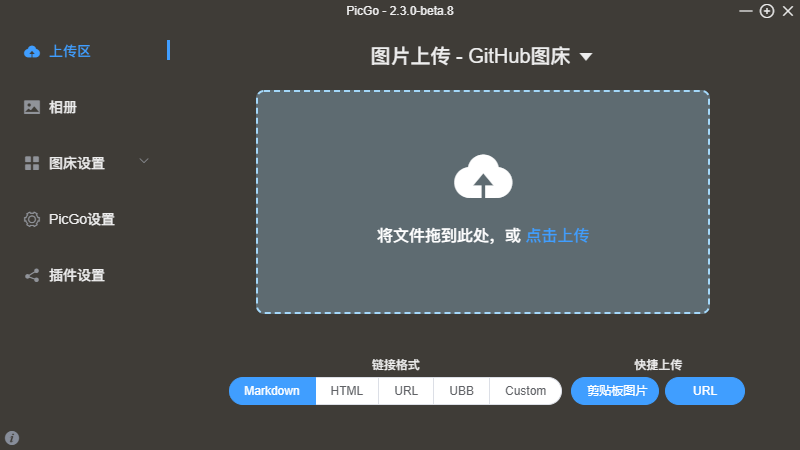 PicGo - 2.3.0-beta.8
上传区
相册
图床设置
PicGo设置
插件设置
图片上传 - GitHub图床
将文件拖到此处，或 点击上传
链接格式
Markdown HTML URL UBB Custom
快捷上传
剪贴板图片 URL